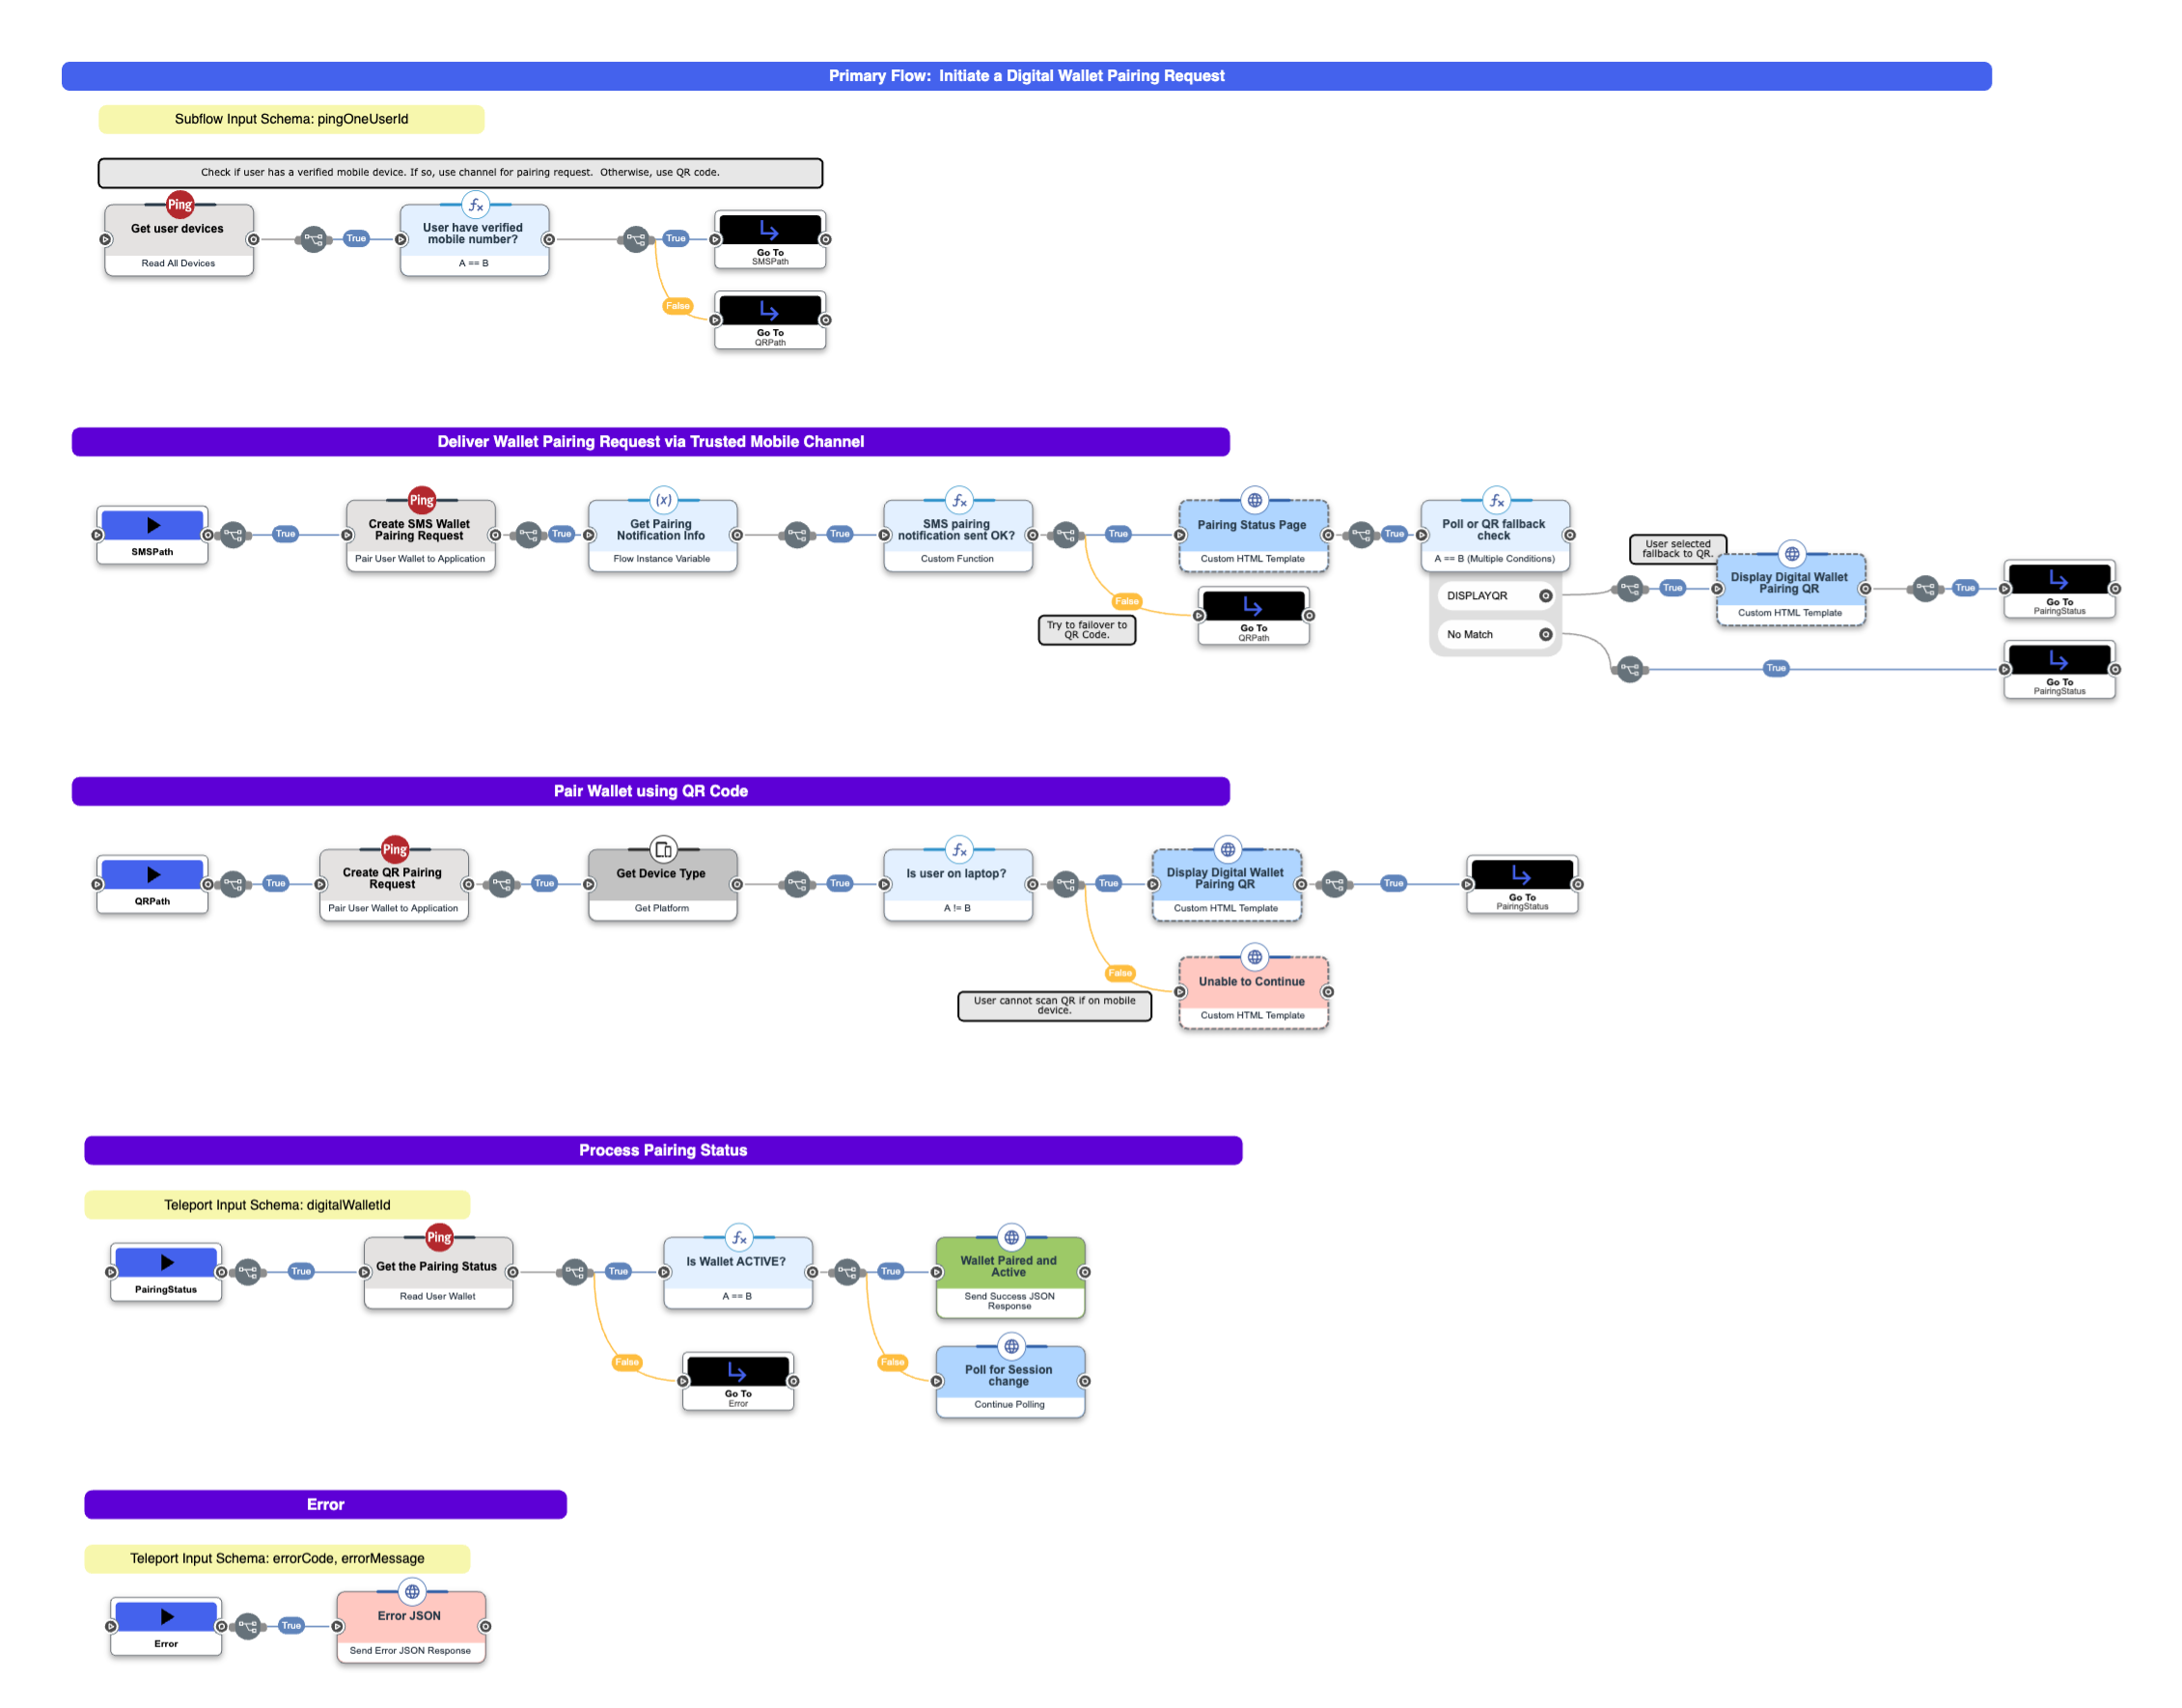 Primary Flow:  Initiate a Digital Wallet Pairing Request
Subflow Input Schema: pingOneUserId
Check if user has a verified mobile device. If so, use channel for pairing request.  Otherwise, use QR code.
Ping
Get user devices
Read All Devices
True
fx
User have verified
mobile number?
A == B
True
Go To
SMSPath
False
Go To
QRPath
Deliver Wallet Pairing Request via Trusted Mobile Channel
SMSPath
True
Ping
Create SMS Wallet
Pairing Request
Pair User Wallet to Application
True
(x)
Get Pairing
Notification Info
Flow Instance Variable
True
fx
SMS pairing
notification sent OK?
Custom Function
True
Pairing Status Page
Custom HTML Template
True
fx
Poll or QR fallback
check
A == B (Multiple Conditions)
DISPLAYQR
No Match
False
Try to failover to
QR Code.
Go To
QRPath
User selected
fallback to QR.
True
Display Digital Wallet
Pairing QR
Custom HTML Template
True
Go To
PairingStatus
True
Go To
PairingStatus
Pair Wallet using QR Code
QRPath
True
Ping
Create QR Pairing
Request
Pair User Wallet to Application
True
Get Device Type
Get Platform
True
fx
Is user on laptop?
A != B
True
Display Digital Wallet
Pairing QR
Custom HTML Template
True
Go To
PairingStatus
False
User cannot scan QR if on mobile
device.
Unable to Continue
Custom HTML Template
Process Pairing Status
Teleport Input Schema: digitalWalletId
PairingStatus
True
Ping
Get the Pairing Status
Read User Wallet
True
fx
Is Wallet ACTIVE?
A == B
True
Wallet Paired and
Active
Send Success JSON
Response
False
Go To
Error
False
Poll for Session
change
Continue Polling
Error
Teleport Input Schema: errorCode, errorMessage
Error
True
Error JSON
Send Error JSON Response